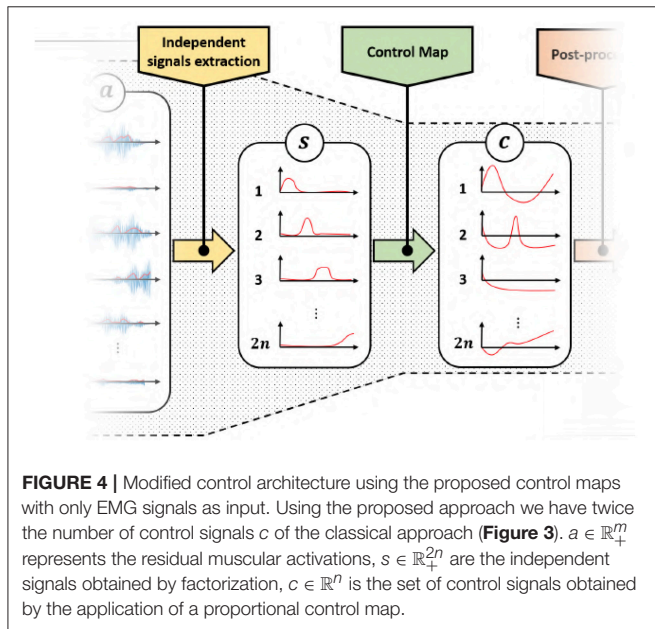 Independent
signals extraction
Control Map
Post-proc
a
s
c
1
2
3
⋮
2n
1
2
3
⋮
2n
⋮
FIGURE 4 | Modified control architecture using the proposed control maps
with only EMG signals as input. Using the proposed approach we have twice
the number of control signals c of the classical approach (Figure 3). a ∈ ℝ₊ᵐ
represents the residual muscular activations, s ∈ ℝ₊²ⁿ are the independent
signals obtained by factorization, c ∈ ℝⁿ is the set of control signals obtained
by the application of a proportional control map.